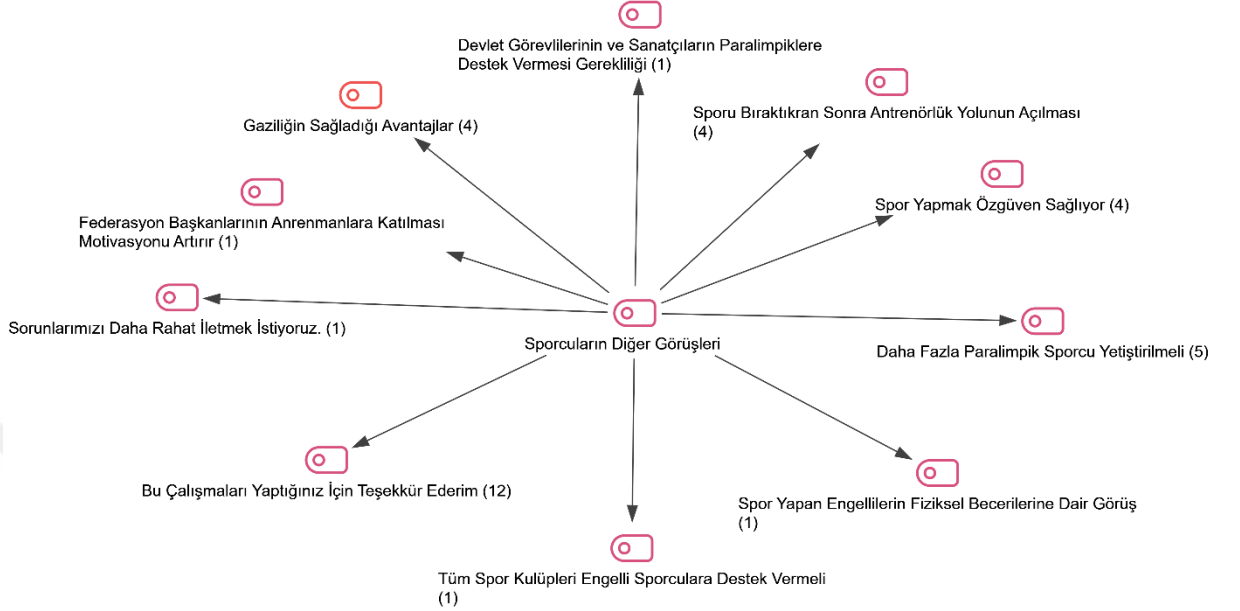 Devlet Görevlilerinin ve Sanatçıların Paralimpiklere
Destek Vermesi Gerekliliği (1)
Gaziliğin Sağladığı Avantajlar (4)
Sporu Bıraktıkran Sonra Antrenörlük Yolunun Açılması
(4)
Spor Yapmak Özgüven Sağlıyor (4)
Federasyon Başkanlarının Anrenmanlara Katılması
Motivasyonu Artırır (1)
Sorunlarımızı Daha Rahat İletmek İstiyoruz. (1)
Sporcuların Diğer Görüşleri
Daha Fazla Paralimpik Sporcu Yetiştirilmeli (5)
Bu Çalışmaları Yaptığınız İçin Teşekkür Ederim (12)
Spor Yapan Engellilerin Fiziksel Becerilerine Dair Görüş
(1)
Tüm Spor Kulüpleri Engelli Sporculara Destek Vermeli
(1)